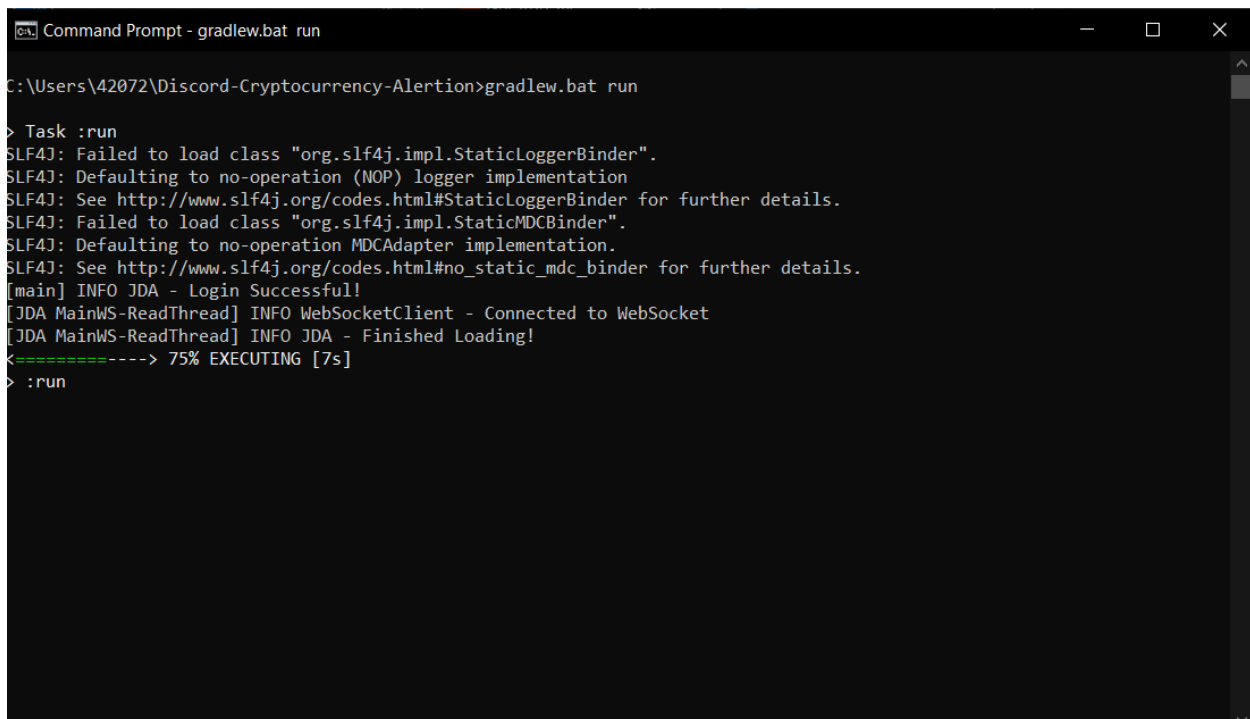 Command Prompt - gradlew.bat run
C:\Users\42072\Discord-Cryptocurrency-Alertion>gradlew.bat run
> Task :run
SLF4J: Failed to load class "org.slf4j.impl.StaticLoggerBinder".
SLF4J: Defaulting to no-operation (NOP) logger implementation
SLF4J: See http://www.slf4j.org/codes.html#StaticLoggerBinder for further details.
SLF4J: Failed to load class "org.slf4j.impl.StaticMDCBinder".
SLF4J: Defaulting to no-operation MDCAdapter implementation.
SLF4J: See http://www.slf4j.org/codes.html#no_static_mdc_binder for further details.
[main] INFO JDA - Login Successful!
[JDA MainWS-ReadThread] INFO WebSocketClient - Connected to WebSocket
[JDA MainWS-ReadThread] INFO JDA - Finished Loading!
<=========----> 75% EXECUTING [7s]
> :run